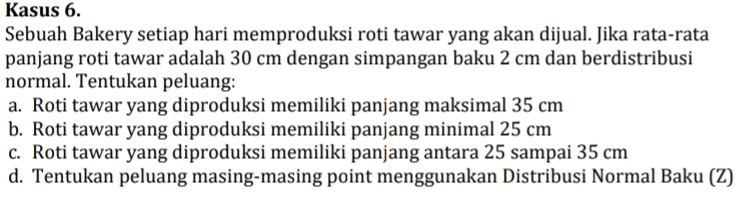 Kasus 6.
Sebuah Bakery setiap hari memproduksi roti tawar yang akan dijual. Jika rata-rata
panjang roti tawar adalah 30 cm dengan simpangan baku 2 cm dan berdistribusi
normal. Tentukan peluang:
a. Roti tawar yang diproduksi memiliki panjang maksimal 35 cm
b. Roti tawar yang diproduksi memiliki panjang minimal 25 cm
c. Roti tawar yang diproduksi memiliki panjang antara 25 sampai 35 cm
d. Tentukan peluang masing-masing point menggunakan Distribusi Normal Baku (Z)